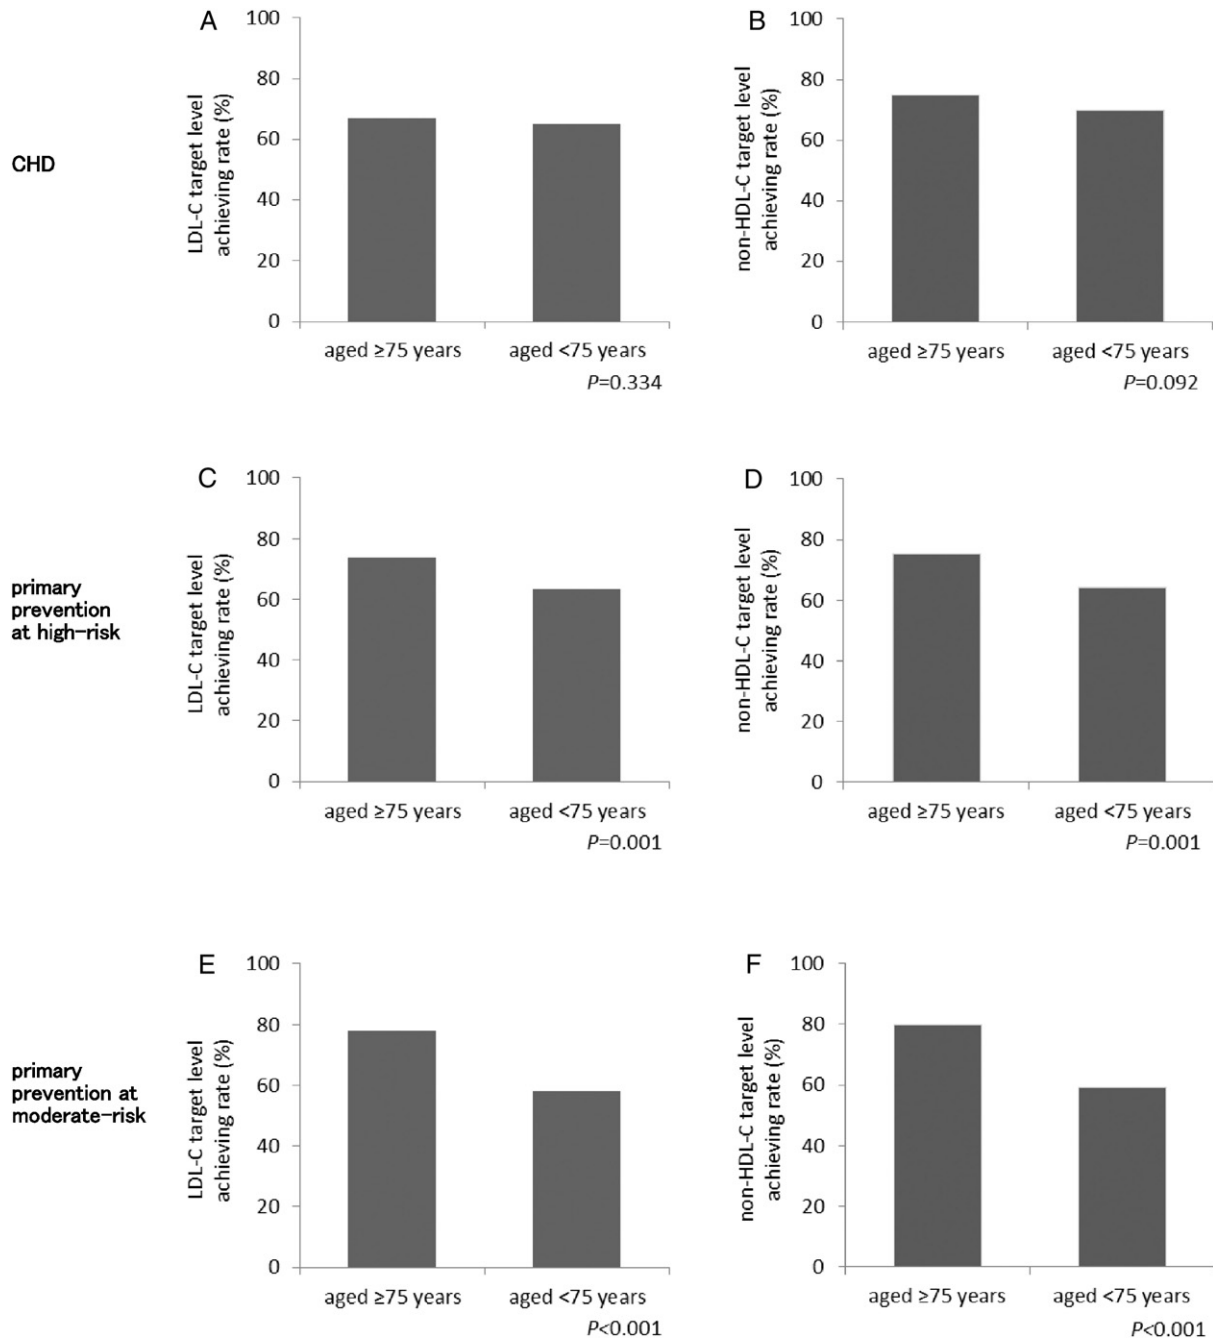 A
LDL-C target level
achieving rate (%)
100
80
60
40
20
0
aged ≥75 years
aged <75 years
P=0.334
B
non-HDL-C target level
achieving rate (%)
100
80
60
40
20
0
aged ≥75 years
aged <75 years
P=0.092
CHD
C
LDL-C target level
achieving rate (%)
100
80
60
40
20
0
aged ≥75 years
aged <75 years
P=0.001
D
non-HDL-C target level
achieving rate (%)
100
80
60
40
20
0
aged ≥75 years
aged <75 years
P=0.001
primary
prevention
at high-risk
E
LDL-C target level
achieving rate (%)
100
80
60
40
20
0
aged ≥75 years
aged <75 years
P<0.001
F
non-HDL-C target level
achieving rate (%)
100
80
60
40
20
0
aged ≥75 years
aged <75 years
P<0.001
primary
prevention at
moderate-risk